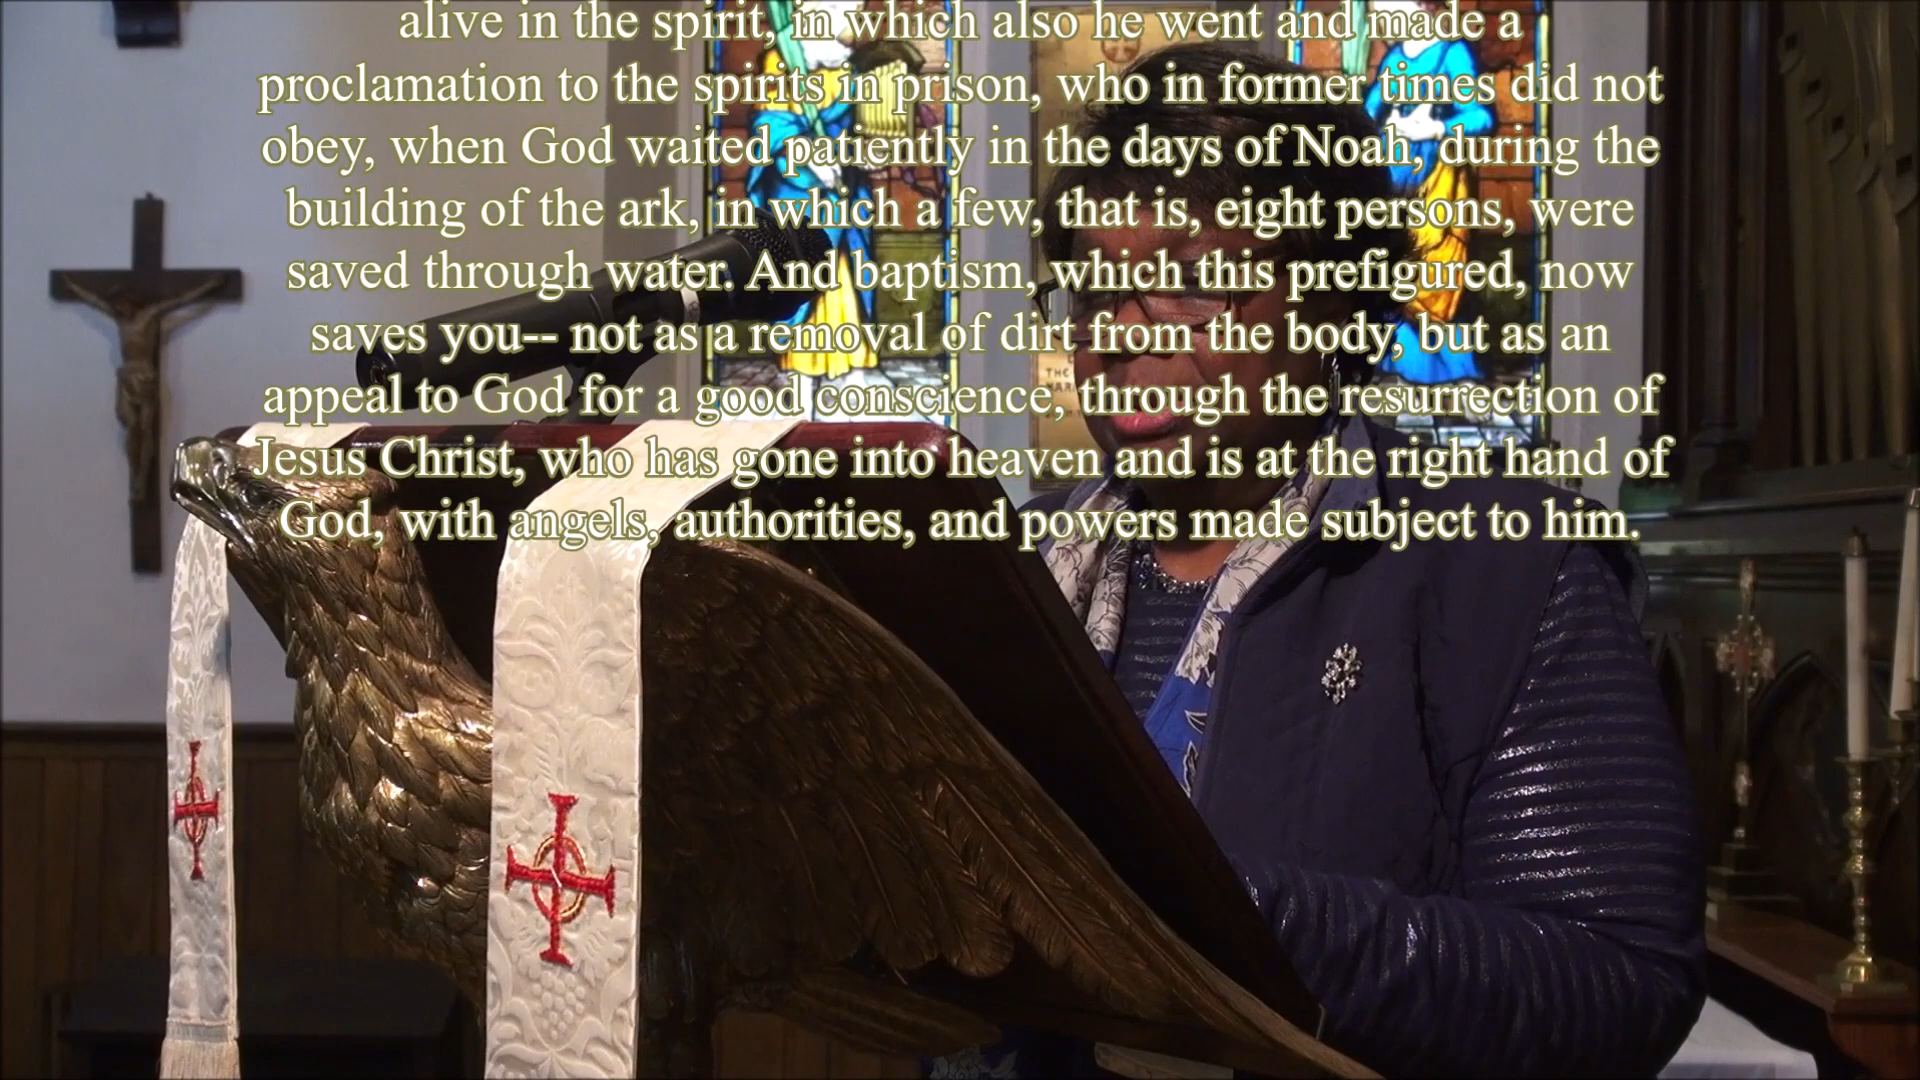 alive in the spirit, in which also he went and made a
proclamation to the spirits in prison, who in former times did not
obey, when God waited patiently in the days of Noah, during the
building of the ark, in which a few, that is, eight persons, were
saved through water. And baptism, which this prefigured, now
saves you-- not as a removal of dirt from the body, but as an
appeal to God for a good conscience, through the resurrection of
Jesus Christ, who has gone into heaven and is at the right hand of
God, with angels, authorities, and powers made subject to him.
THE